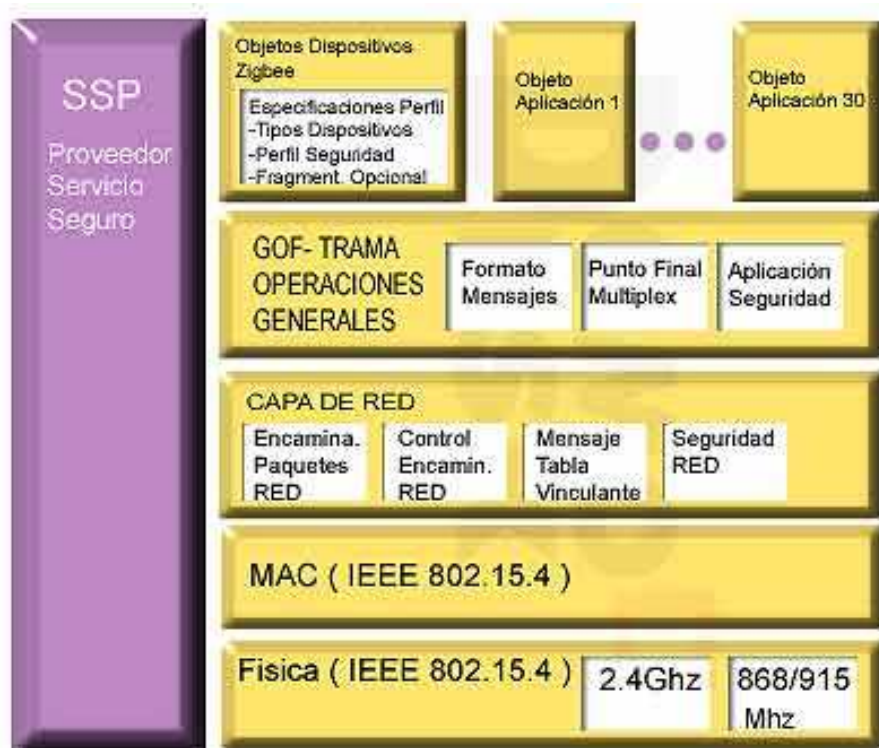 SSP
Proveedor
Servicio
Seguro
Objetos Dispositivos
Zigbee
Especificaciones Perfil
-Tipos Dispositivos
-Perfil Seguridad
-Fragment. Opcional
Objeto
Aplicación 1
Objeto
Aplicación 30
GOF- TRAMA
OPERACIONES
GENERALES
Formato
Mensajes
Punto Final
Multiplex
Aplicación
Seguridad
CAPA DE RED
Encamina.
Paquetes
RED
Control
Encamin.
RED
Mensaje
Tabla
Vinculante
Seguridad
RED
MAC ( IEEE 802.15.4 )
Fisica ( IEEE 802.15.4 )
2.4Ghz
868/915
Mhz